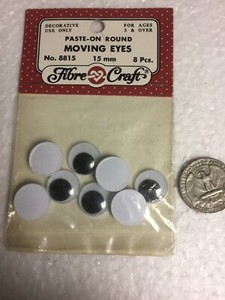 DECORATIVE USE ONLY
FOR AGES 3 & OVER
PASTE-ON ROUND
MOVING EYES
No. 8815 15 mm 8 Pcs.
Fibre Craft®